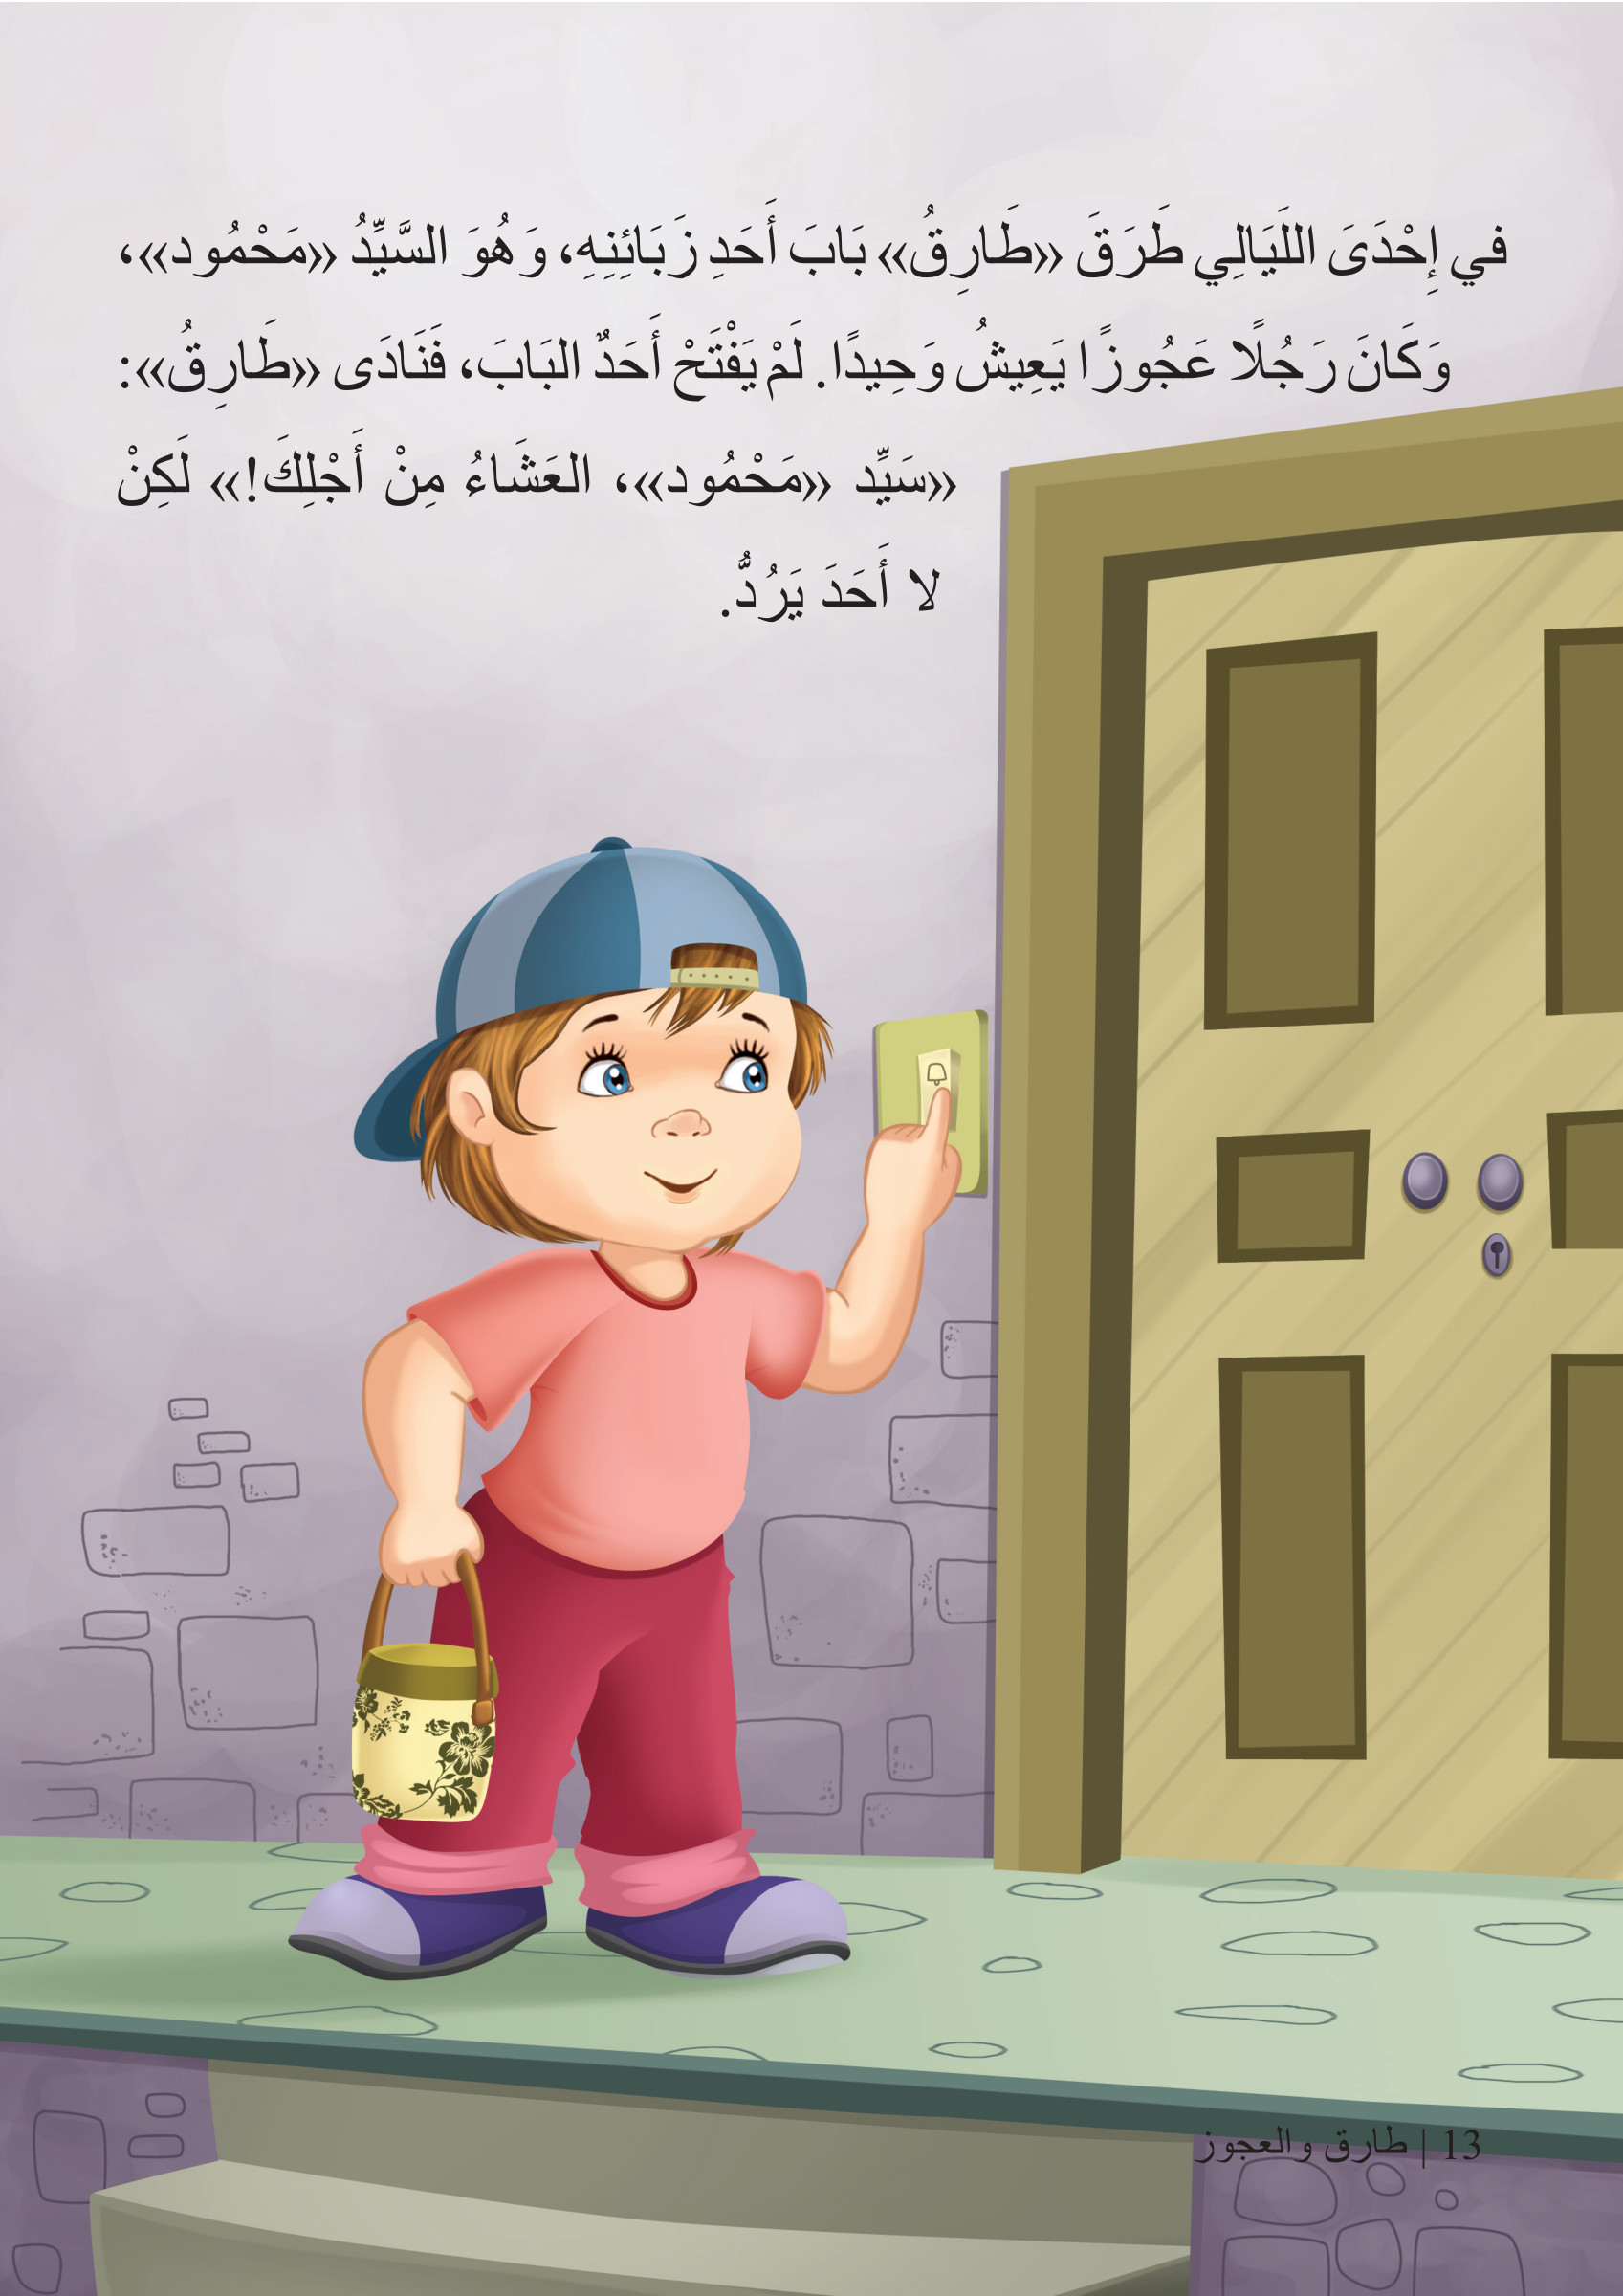 في إِحْدَىَ اللَيَالِي طَرَقَ «طَارِقُ» بَابَ أَحَدِ زَبَائِنِهِ، وَهُوَ السَّيِّدُ «مَحْمُود»،
وَكَانَ رَجُلًا عَجُوزًا يَعِيشُ وَحِيدًا. لَمْ يَفْتَحْ أَحَدٌ البَابَ، فَنَادَى «طَارِقُ»:
«سَيِّد «مَحْمُود»، العَشَاءُ مِنْ أَجْلِكَ!» لَكِنْ
لا أَحَدَ يَرُدُّ.
13 | طارق والعجوز